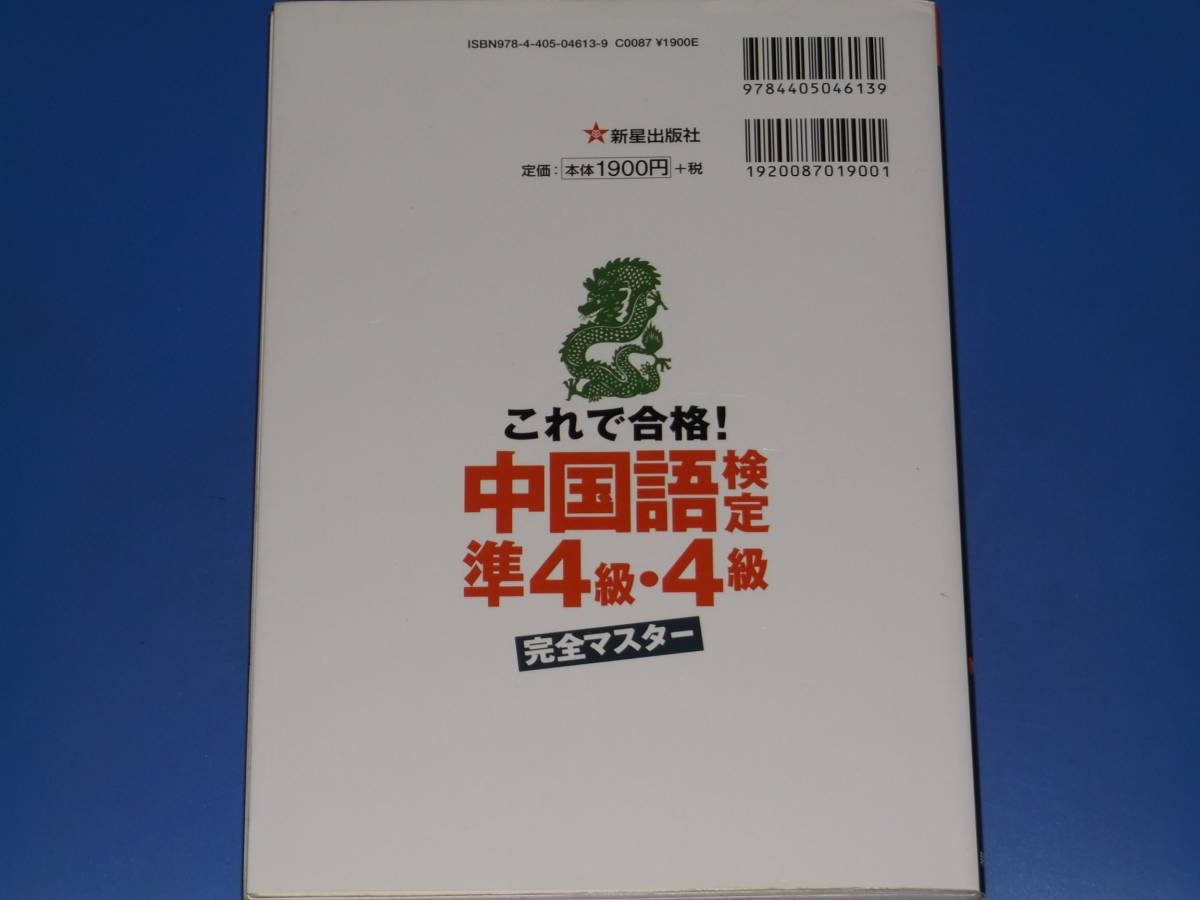 ISBN978-4-405-04613-9 C0087 ¥1900E
9784405046139
新星出版社
定価：本体1900円+税
1920087019001
これで合格！
中国語検定
準4級・4級
完全マスター